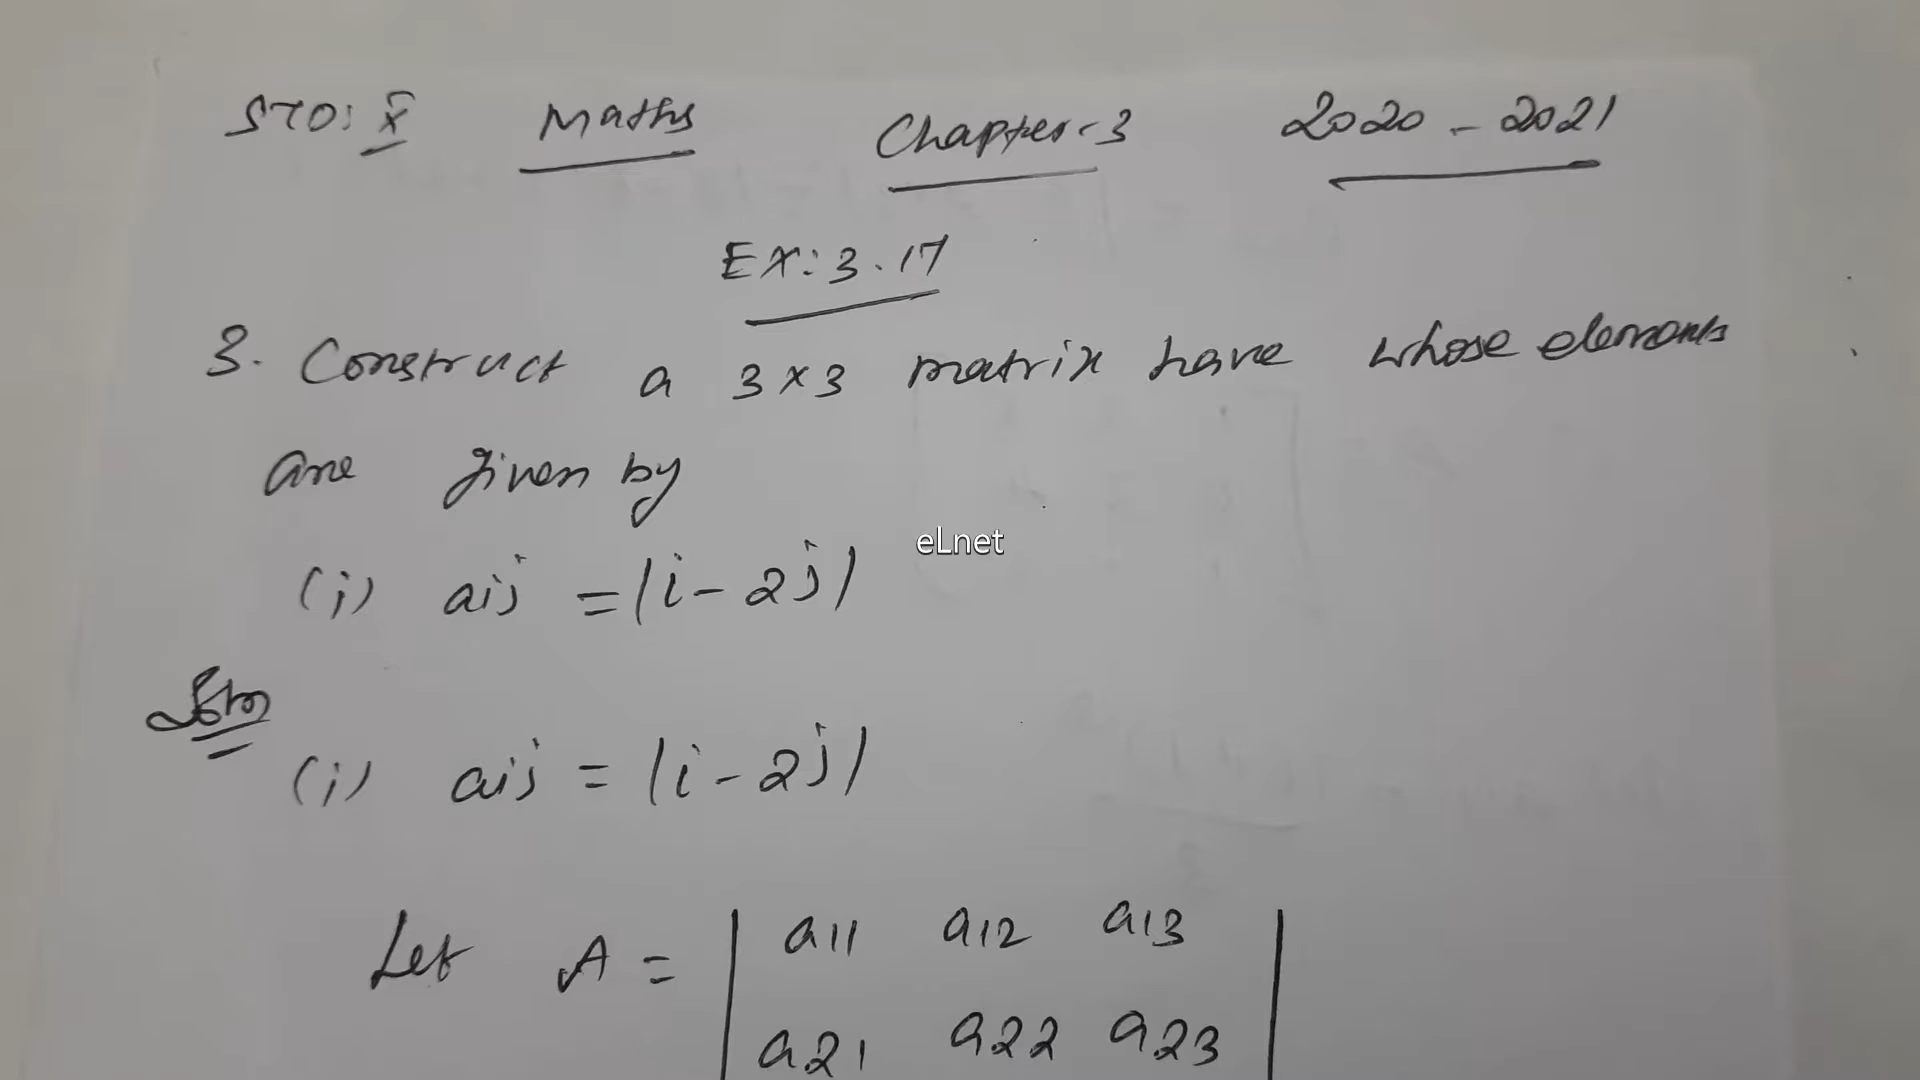 STD: X Maths Chapter-3 2020-2021
EX: 3.17
3. Construct a 3×3 matrix have whose elements
are given by
eLnet
(i) aij = |i-2j|
Soln
(i) aij = |i-2j|
Let A = | a11 a12 a13 |
a21 a22 a23